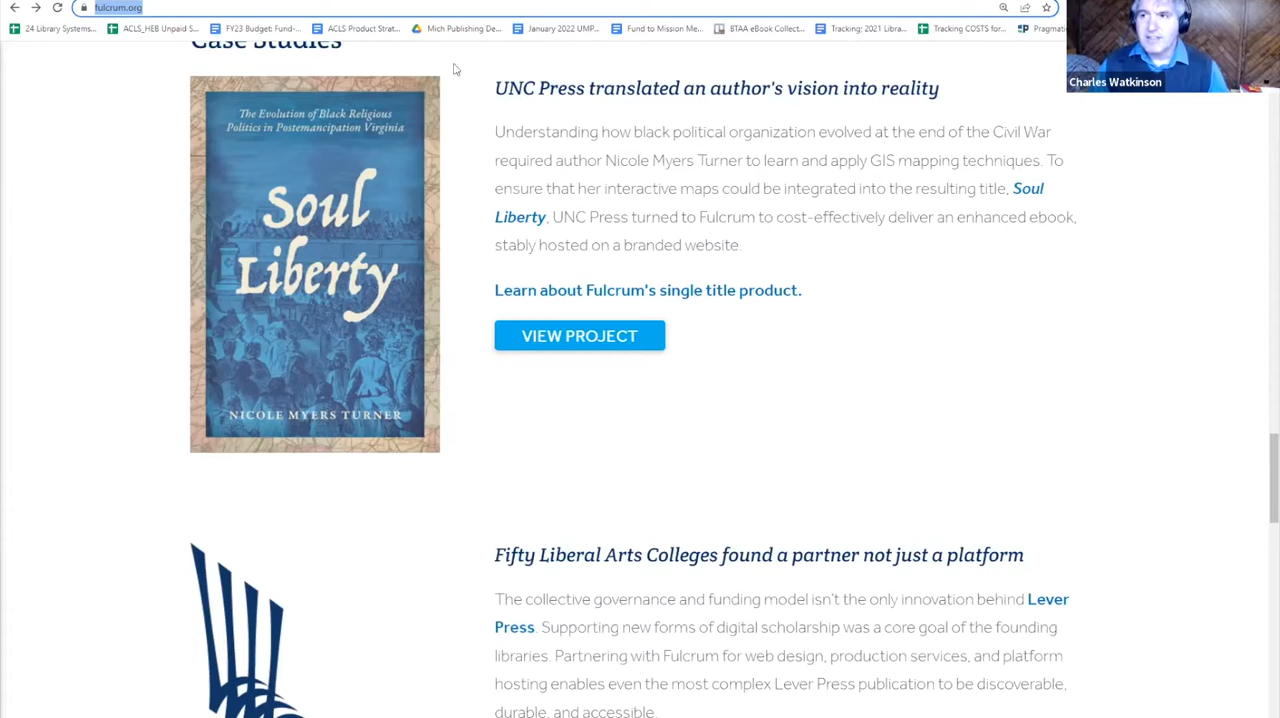 fulcrum.org
24 Library Systems...
ACLS_HEB Unpaid S...
FY23 Budget: Fund-...
ACLS Product Strat...
Mich Publishing De...
January 2022 UMP...
Fund to Mission Me...
BTAA eBook Collect...
Tracking: 2021 Libra...
Tracking COSTS for...
Pragmati
Charles Watkinson
Case Studies
The Evolution of Black Religious
Politics in Postemancipation Virginia
Soul
Liberty
NICOLE MYERS TURNER
UNC Press translated an author's vision into reality
Understanding how black political organization evolved at the end of the Civil War
required author Nicole Myers Turner to learn and apply GIS mapping techniques. To
ensure that her interactive maps could be integrated into the resulting title, Soul
Liberty, UNC Press turned to Fulcrum to cost-effectively deliver an enhanced ebook,
stably hosted on a branded website.
Learn about Fulcrum's single title product.
VIEW PROJECT
Fifty Liberal Arts Colleges found a partner not just a platform
The collective governance and funding model isn't the only innovation behind Lever
Press. Supporting new forms of digital scholarship was a core goal of the founding
libraries. Partnering with Fulcrum for web design, production services, and platform
hosting enables even the most complex Lever Press publication to be discoverable,
durable, and accessible.